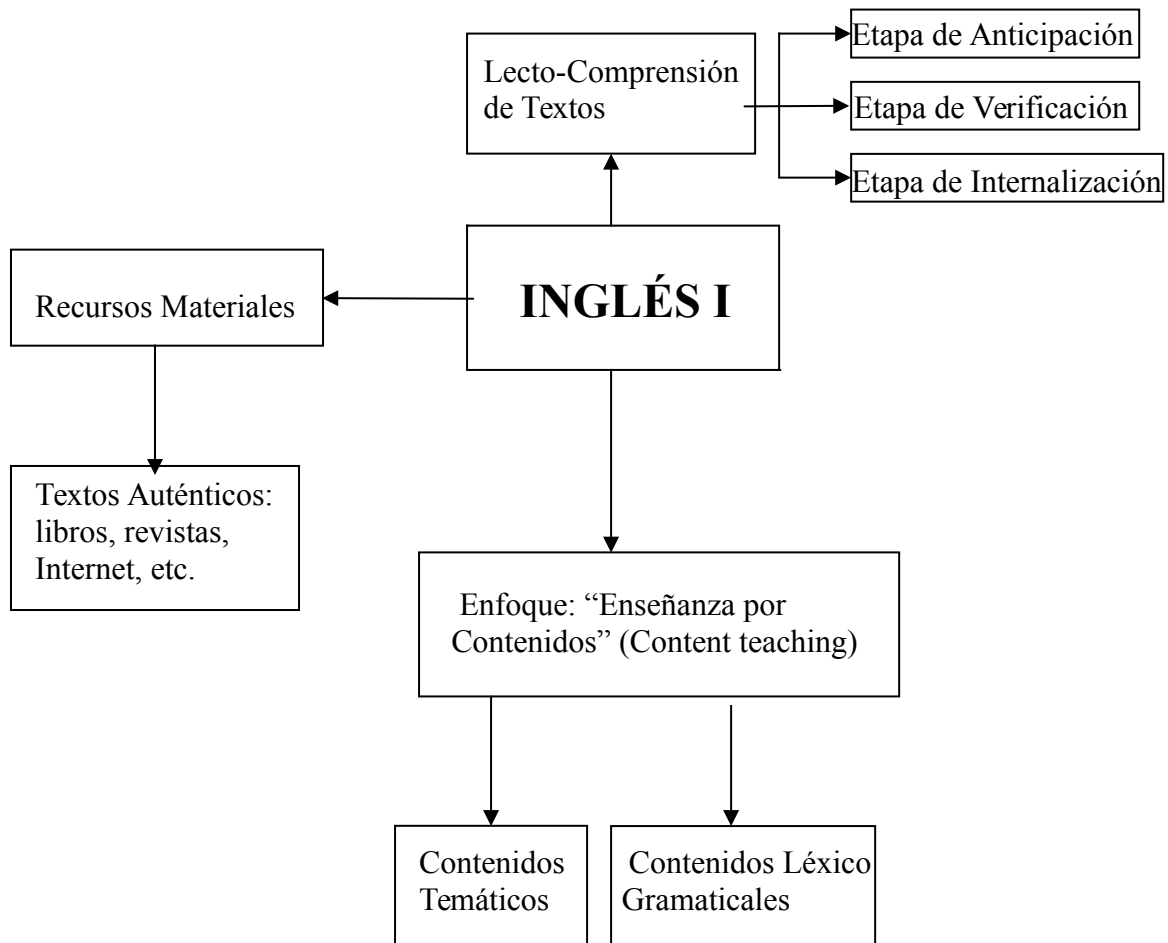 Lecto-Comprensión
de Textos
Etapa de Anticipación
Etapa de Verificación
Etapa de Internalización
INGLÉS I
Recursos Materiales
Textos Auténticos:
libros, revistas,
Internet, etc.
Enfoque: “Enseñanza por
Contenidos” (Content teaching)
Contenidos
Temáticos
Contenidos Léxico
Gramaticales